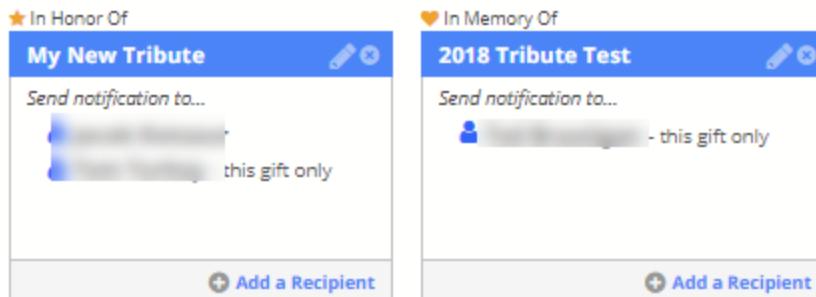 In Honor Of
My New Tribute
Send notification to...
this gift only
Add a Recipient
In Memory Of
2018 Tribute Test
Send notification to...
- this gift only
Add a Recipient